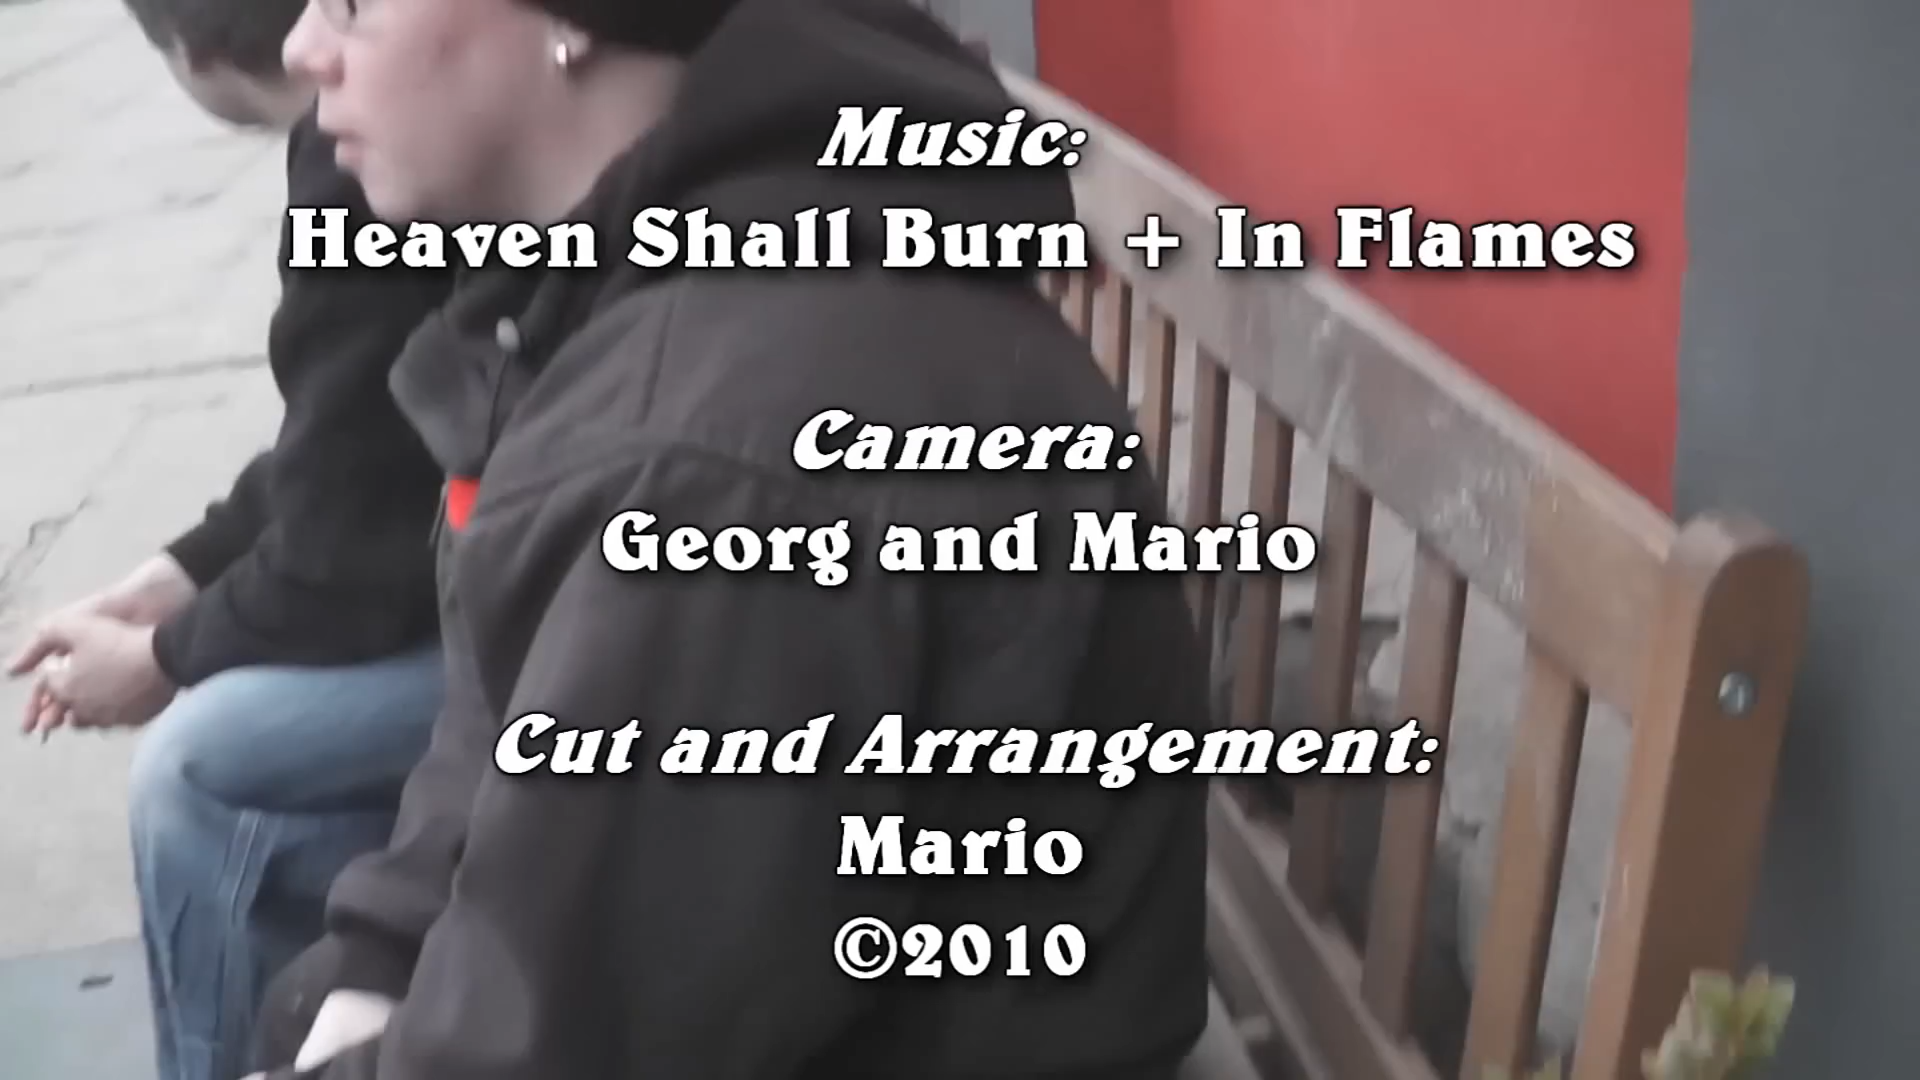 Music:
Heaven Shall Burn + In Flames
Camera:
Georg and Mario
Cut and Arrangement:
Mario
©2010